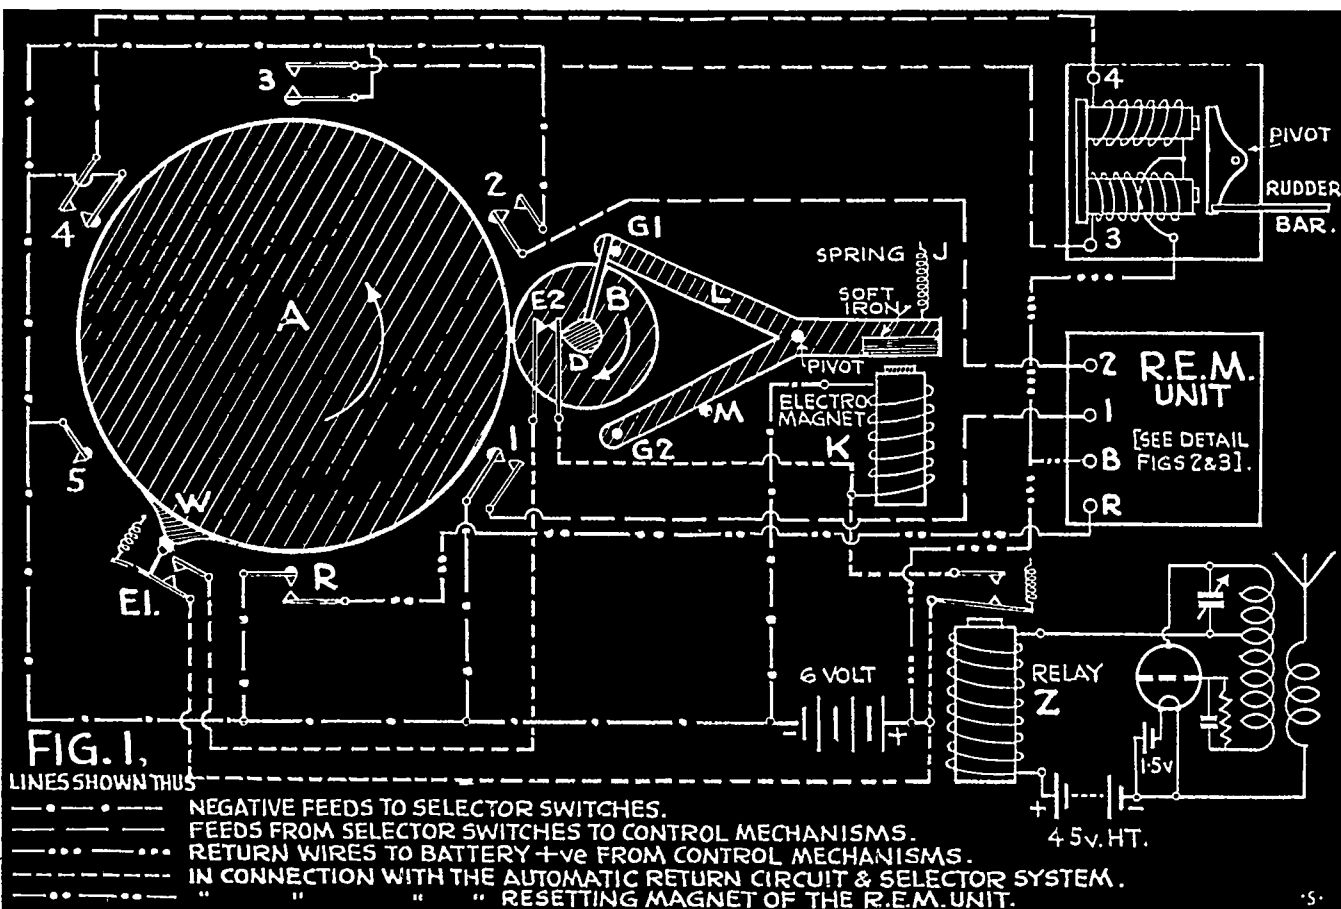 4
3
PIVOT
RUDDER
BAR.
3
4
2
G1
SPRING J
SOFT
IRON
A
E2
B
L
D
PIVOT
ELECTRO
MAGNET
K
M
G2
1
5
W
E1.
R
2
1
B
R
R.E.M.
UNIT
[SEE DETAIL
FIGS 2&3].
6 VOLT
- +
RELAY
Z
1·5V
+ -
45v. HT.
FIG. 1,
LINES SHOWN THUS
NEGATIVE FEEDS TO SELECTOR SWITCHES.
FEEDS FROM SELECTOR SWITCHES TO CONTROL MECHANISMS.
RETURN WIRES TO BATTERY +ve FROM CONTROL MECHANISMS.
IN CONNECTION WITH THE AUTOMATIC RETURN CIRCUIT & SELECTOR SYSTEM.
" " " " RESETTING MAGNET OF THE R.E.M. UNIT.
·S·